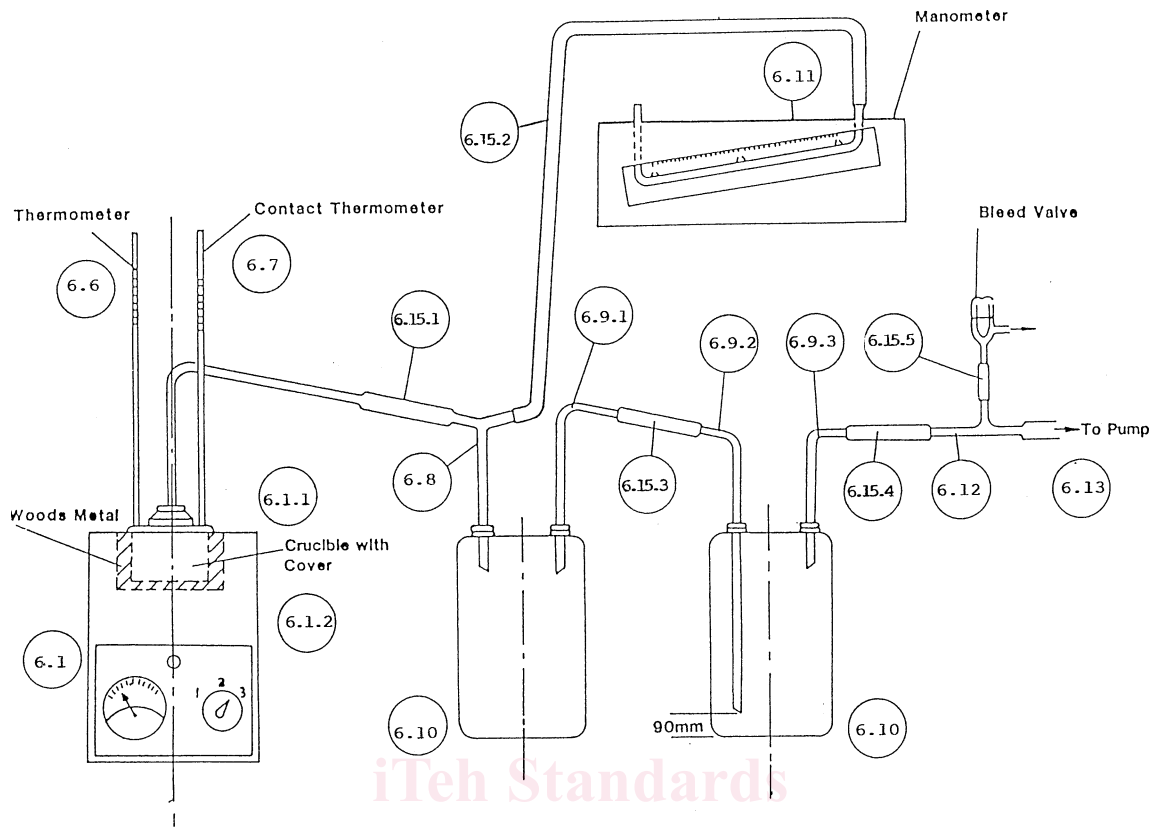 Manometer
6.11
6.15.2
Thermometer
Contact Thermometer
Bleed Valve
6.6
6.7
6.15.1
6.9.1
6.9.2
6.9.3
6.15.5
To Pump
6.8
6.15.3
6.15.4
6.12
6.13
6.1.1
Woods Metal
Crucible with
Cover
6.1.2
6.1
1 2 3
90mm
6.10
6.10
iTeh Standards